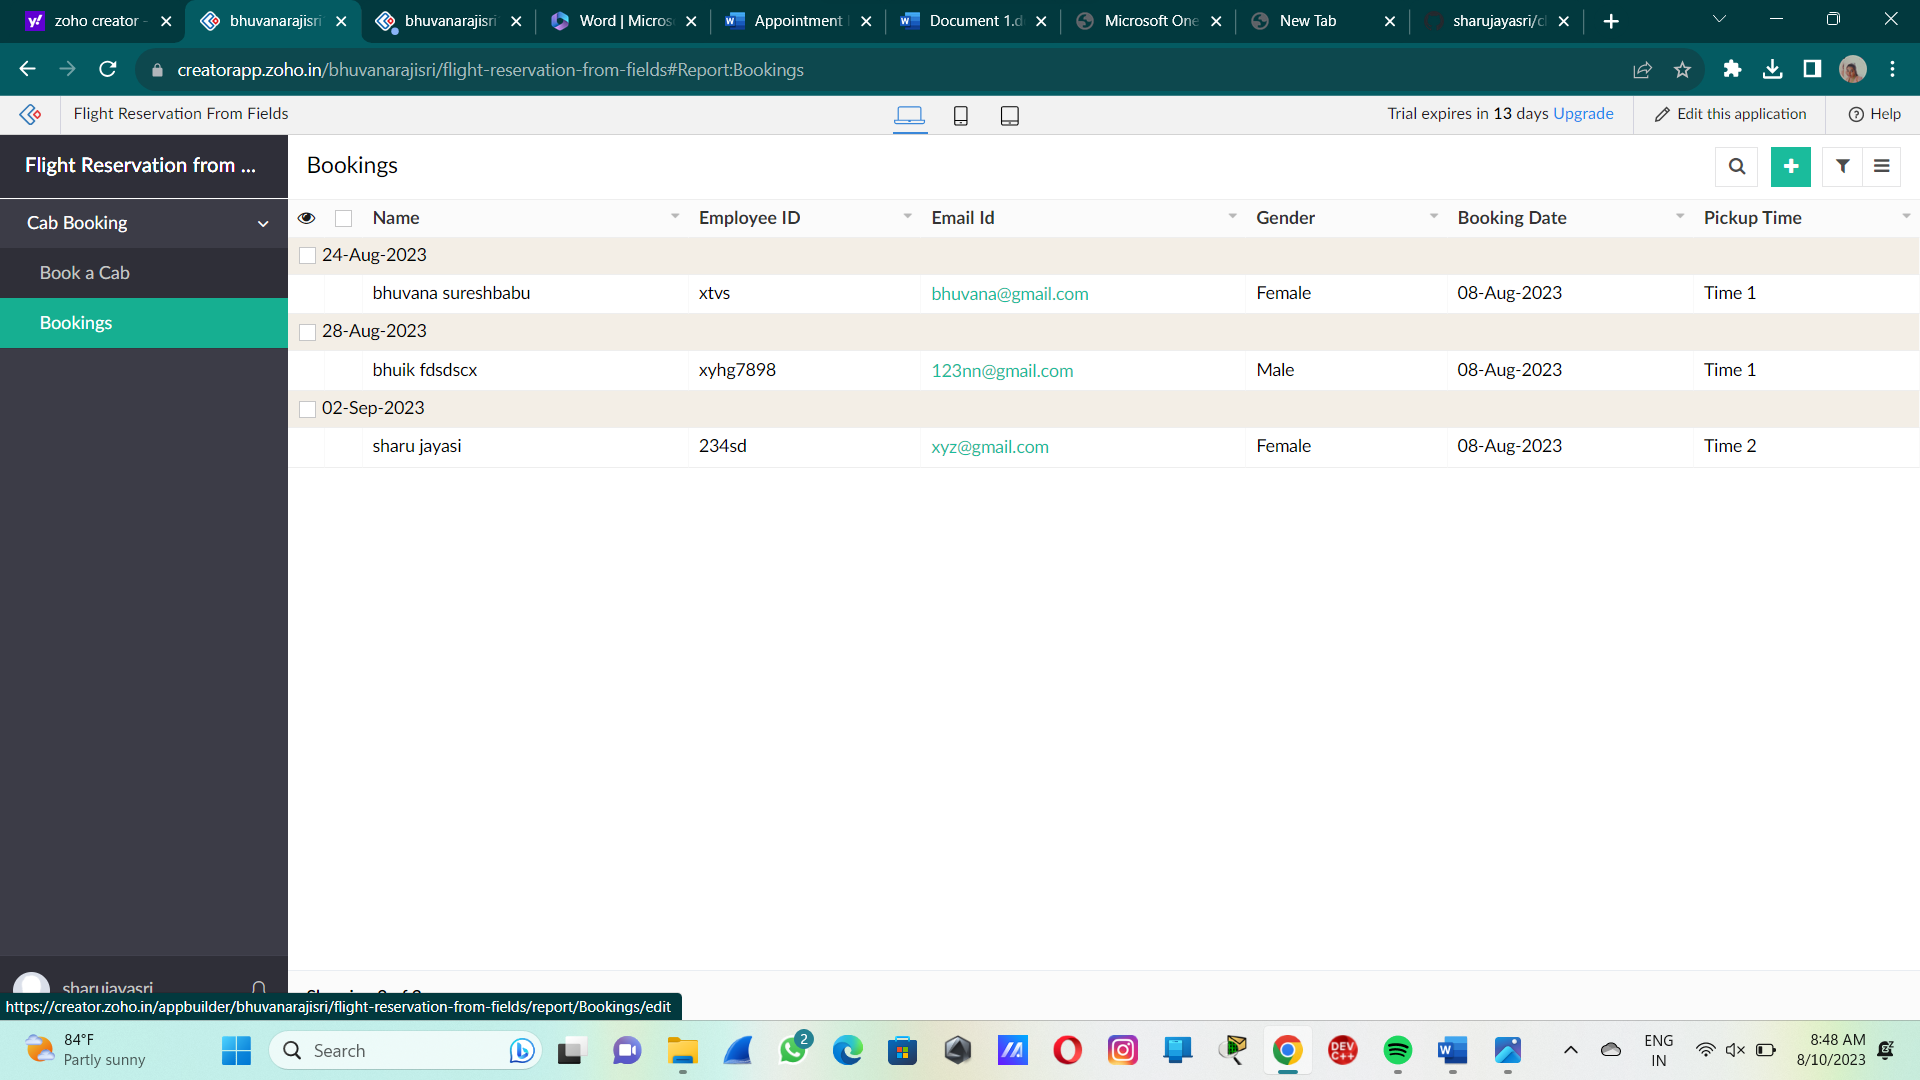 zoho creator -
bhuvanarajisri
bhuvanarajisri
Word | Micros
Appointment
Document 1.d
Microsoft One
New Tab
sharujayasri/c
creatorapp.zoho.in/bhuvanarajisri/flight-reservation-from-fields#Report:Bookings
Flight Reservation From Fields
Trial expires in 13 days Upgrade
Edit this application
Help
Flight Reservation from ...
Bookings
Cab Booking
Book a Cab
Bookings
Name Employee ID Email Id Gender Booking Date Pickup Time
24-Aug-2023
bhuvana sureshbabu xtvs bhuvana@gmail.com Female 08-Aug-2023 Time 1
28-Aug-2023
bhuik fdsdscx xyhg7898 123nn@gmail.com Male 08-Aug-2023 Time 1
02-Sep-2023
sharu jayasi 234sd xyz@gmail.com Female 08-Aug-2023 Time 2
sharujayasri
https://creator.zoho.in/appbuilder/bhuvanarajisri/flight-reservation-from-fields/report/Bookings/edit
84°F
Partly sunny
Search
2
DEV
C++
ENG
IN
8:48 AM
8/10/2023